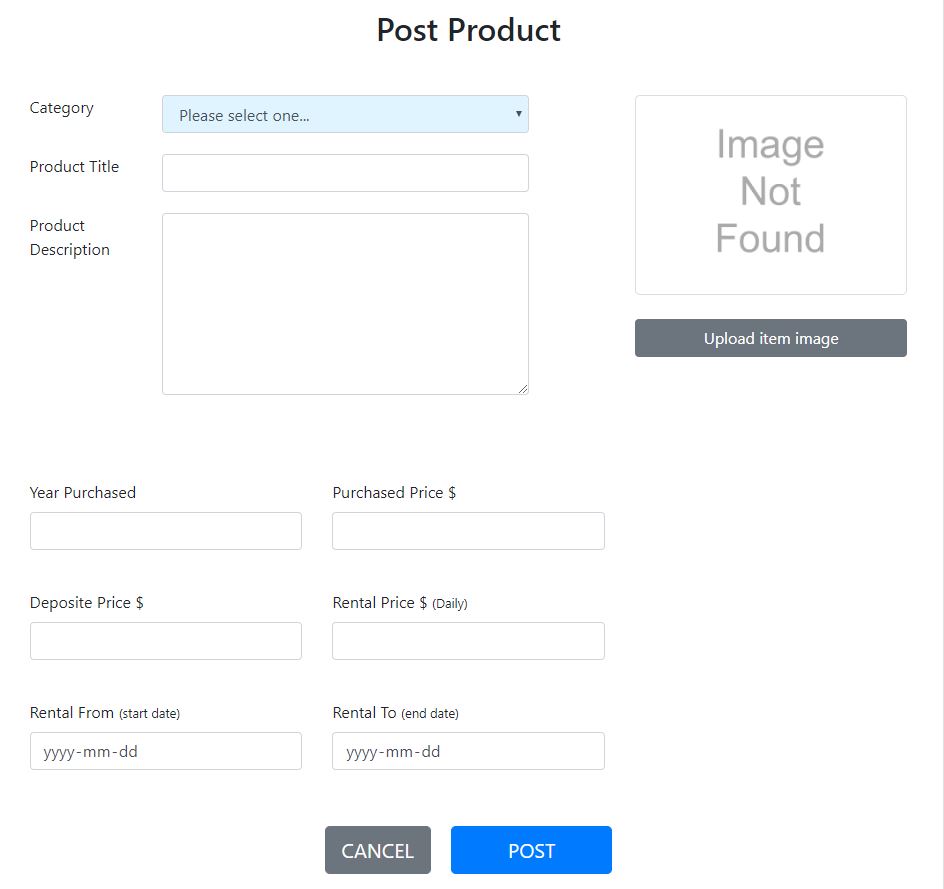 Post Product
Category
Please select one...
Product Title
Product
Description
Image
Not
Found
Upload item image
Year Purchased
Purchased Price $
Deposite Price $
Rental Price $ (Daily)
Rental From (start date)
Rental To (end date)
yyyy-mm-dd
yyyy-mm-dd
CANCEL
POST